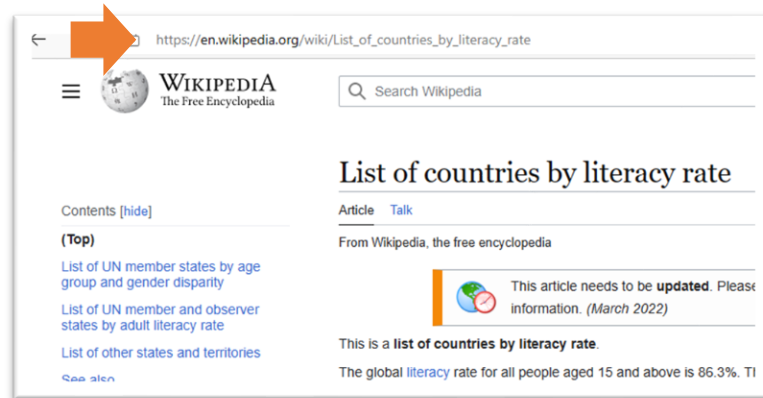 https://en.wikipedia.org/wiki/List_of_countries_by_literacy_rate
WIKIPEDIA
The Free Encyclopedia
Search Wikipedia
Contents [hide]
(Top)
List of UN member states by age
group and gender disparity
List of UN member and observer
states by adult literacy rate
List of other states and territories
See also
List of countries by literacy rate
Article Talk
From Wikipedia, the free encyclopedia
This article needs to be updated. Please
information. (March 2022)
This is a list of countries by literacy rate.
The global literacy rate for all people aged 15 and above is 86.3%.